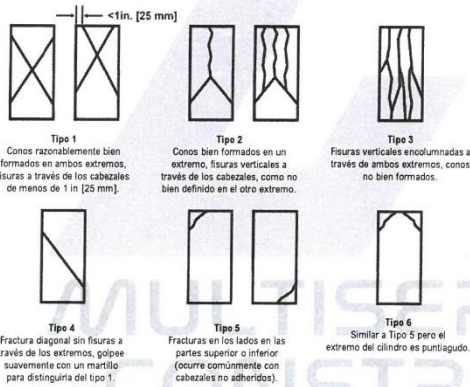 <1in. [25 mm]
Tipo 1
Conos razonablemente bien
formados en ambos extremos,
isuras a través de los cabezales
de menos de 1 in [25 mm].
Tipo 2
Conos bien formados en un
extremo, fisuras verticales a
través de los cabezales, como no
bien definido en el otro extremo.
Tipo 3
Fisuras verticales encolumnadas a
través de ambos extremos, conos
no bien formados.
Tipo 4
Fractura diagonal sin fisuras a
ravés de los extremos, golpee
suavemente con un martillo
para distinguirla del tipo 1.
Tipo 5
Fracturas en los lados en las
partes superior o inferior
(ocurre comúnmente con
cabezales no adheridos).
Tipo 6
Similar a Tipo 5 pero el
extremo del cilindro es puntiagudo.
MULTISER